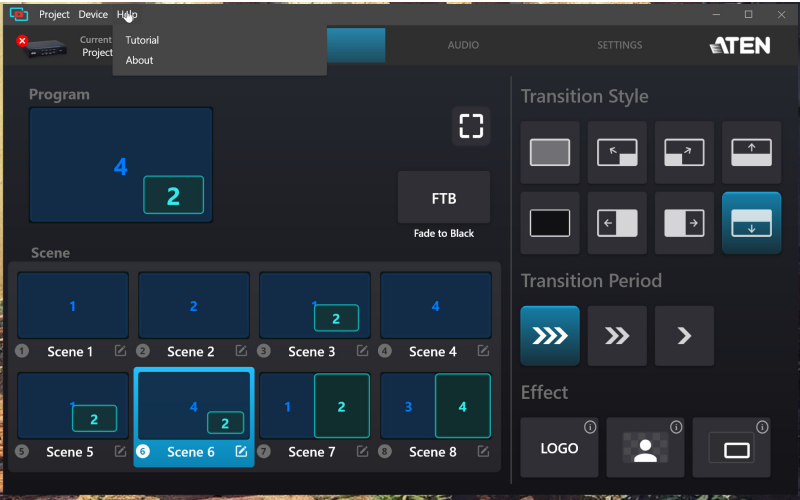 Project Device Help
Current
Project
Tutorial
About
AUDIO
SETTINGS
ATEN
Program
4
2
FTB
Fade to Black
Scene
1
2
1
2
4
1 Scene 1
2 Scene 2
3 Scene 3
4 Scene 4
1
2
4
2
1
2
3
4
5 Scene 5
6 Scene 6
7 Scene 7
8 Scene 8
Transition Style
Transition Period
Effect
LOGO